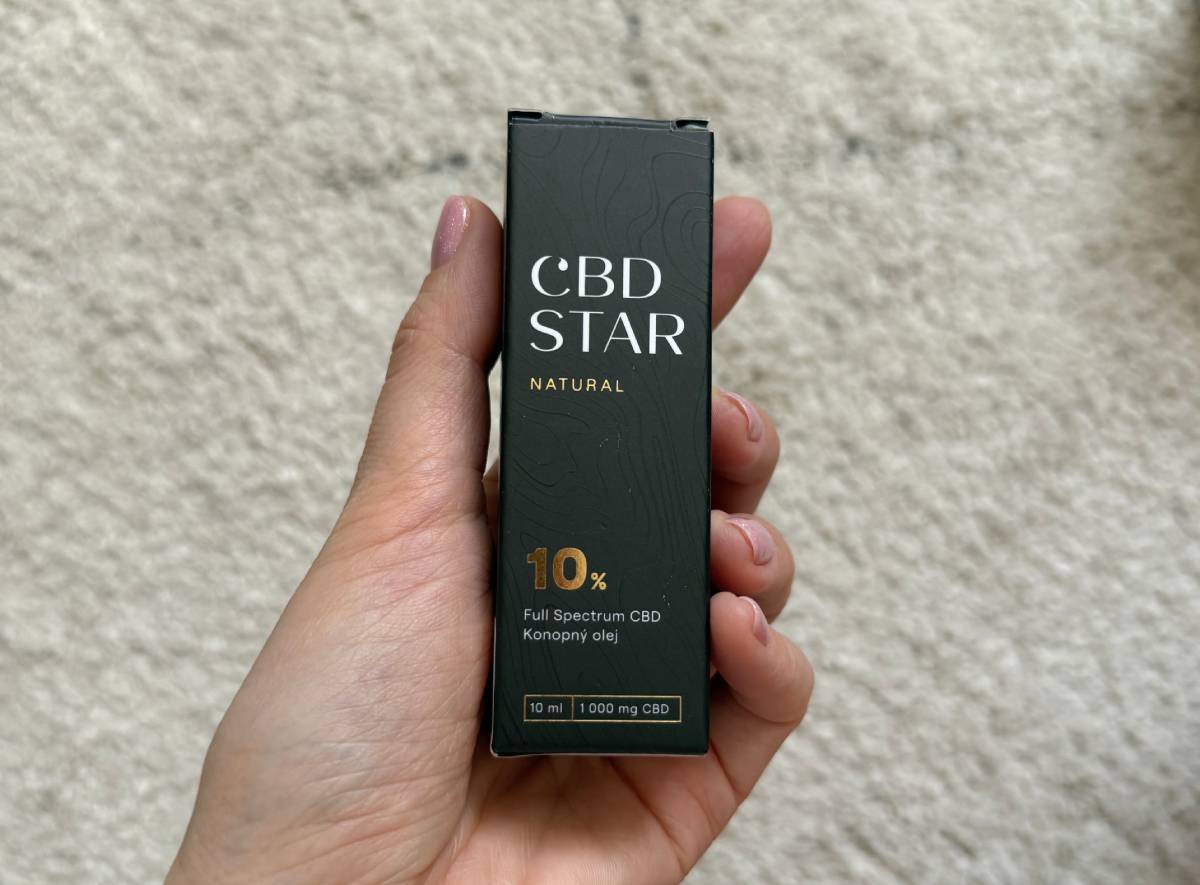 CBD
STAR
NATURAL
10%
Full Spectrum CBD
Konopný olej
10 ml 1 000 mg CBD